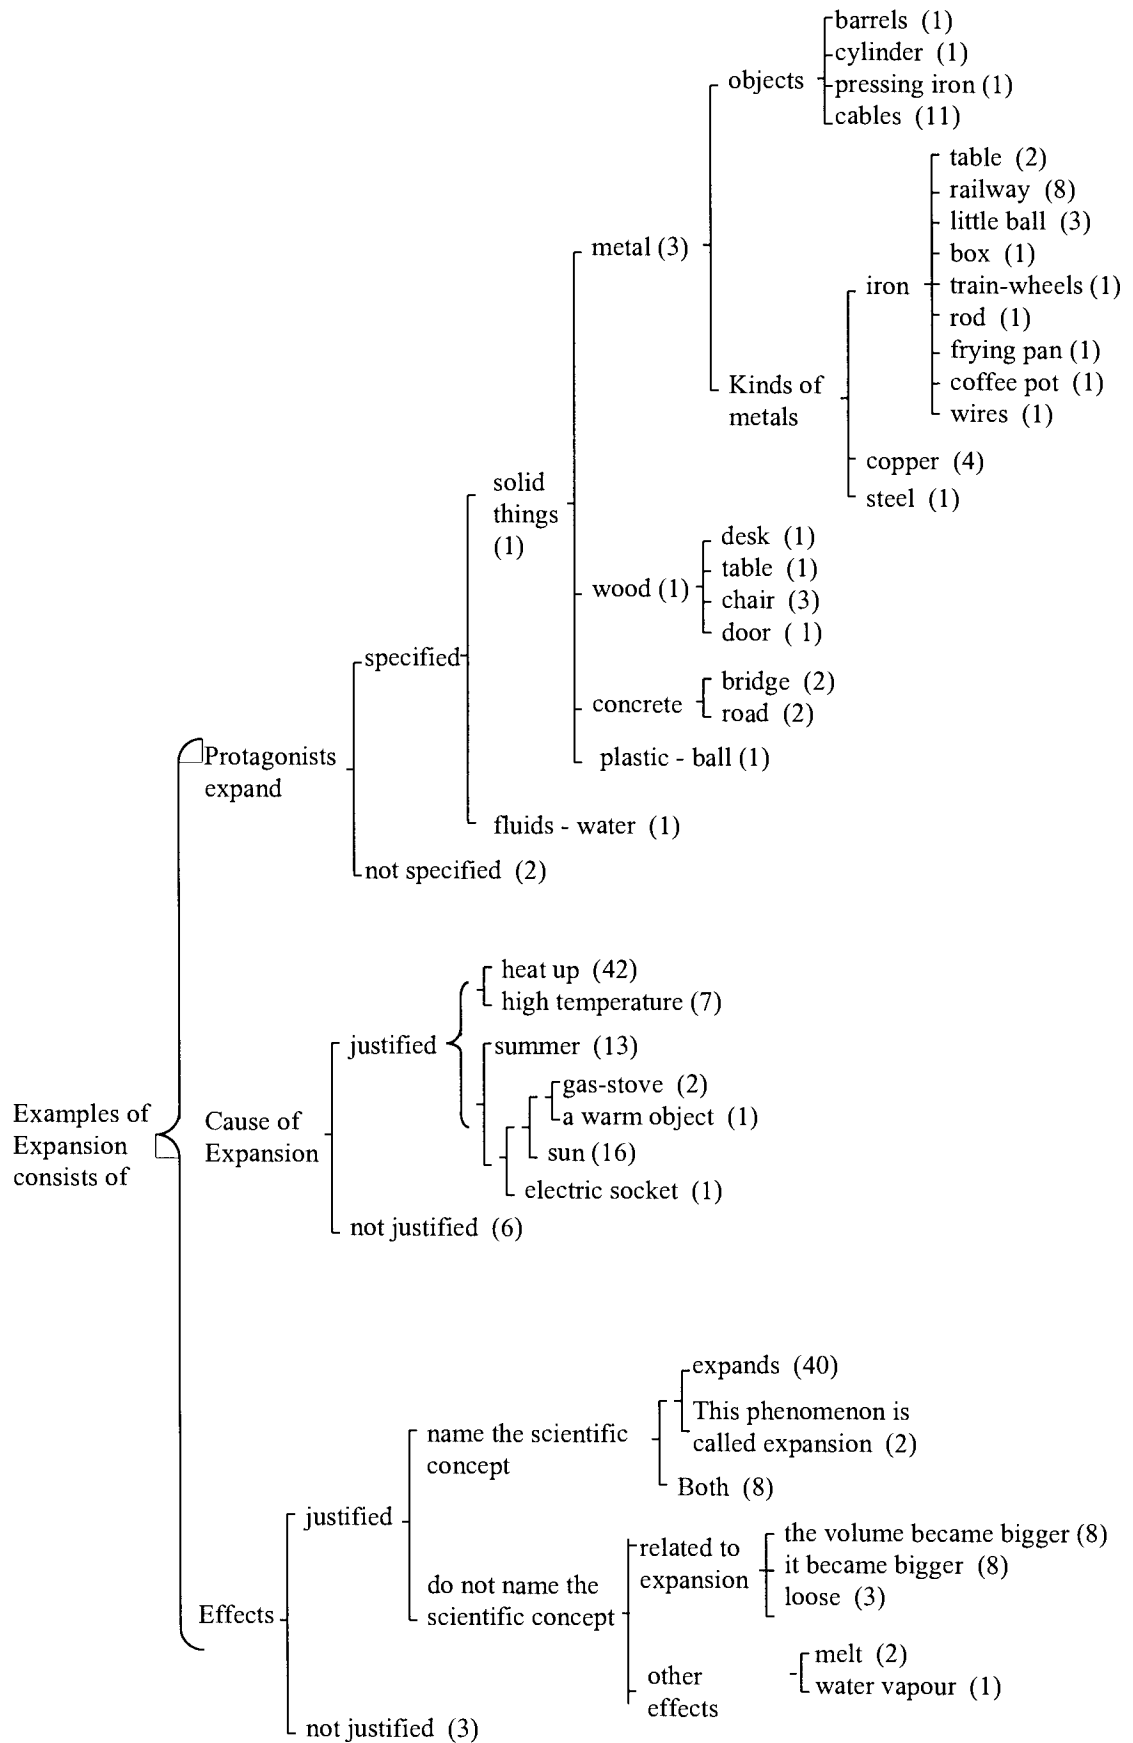 barrels (1)
cylinder (1)
objects
pressing iron (1)
cables (11)
table (2)
railway (8)
little ball (3)
metal (3)
box (1)
iron
train-wheels (1)
rod (1)
frying pan (1)
Kinds of
metals
coffee pot (1)
wires (1)
copper (4)
steel (1)
solid
things
(1)
desk (1)
table (1)
wood (1)
chair (3)
door ( 1)
specified
bridge (2)
concrete
road (2)
Protagonists
expand
plastic - ball (1)
fluids - water (1)
not specified (2)
heat up (42)
high temperature (7)
justified
summer (13)
gas-stove (2)
a warm object (1)
Examples of
Expansion
consists of
Cause of
Expansion
sun (16)
electric socket (1)
not justified (6)
expands (40)
This phenomenon is
called expansion (2)
name the scientific
concept
Both (8)
justified
the volume became bigger (8)
related to
expansion
it became bigger (8)
loose (3)
do not name the
scientific concept
Effects
melt (2)
other
effects
water vapour (1)
not justified (3)